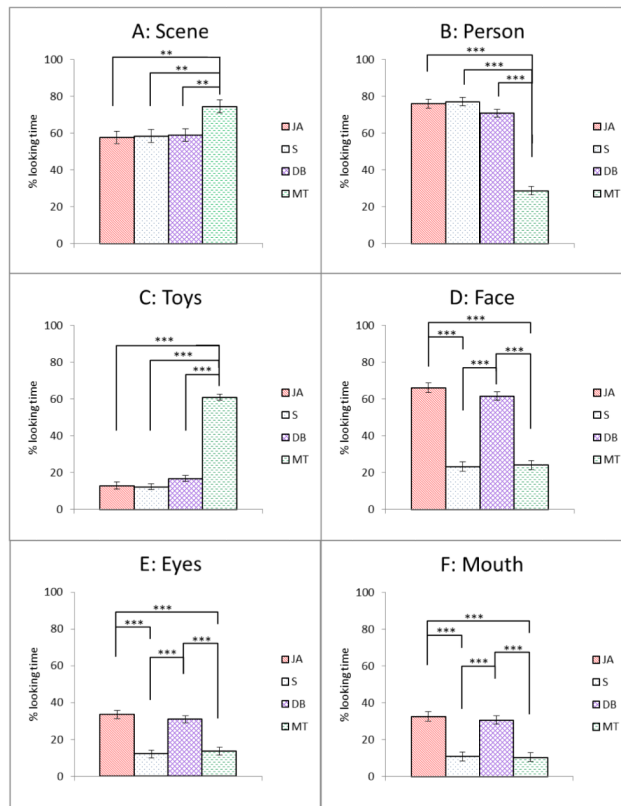 A: Scene
% looking time
100
80
60
40
20
0
**
**
**
JA
S
DB
MT
B: Person
% looking time
100
80
60
40
20
0
***
***
***
JA
S
DB
MT
C: Toys
% looking time
100
80
60
40
20
0
***
***
***
JA
S
DB
MT
D: Face
% looking time
100
80
60
40
20
0
***
***
***
***
JA
S
DB
MT
E: Eyes
% looking time
100
80
60
40
20
0
***
***
***
***
JA
S
DB
MT
F: Mouth
% looking time
100
80
60
40
20
0
***
***
***
***
JA
S
DB
MT